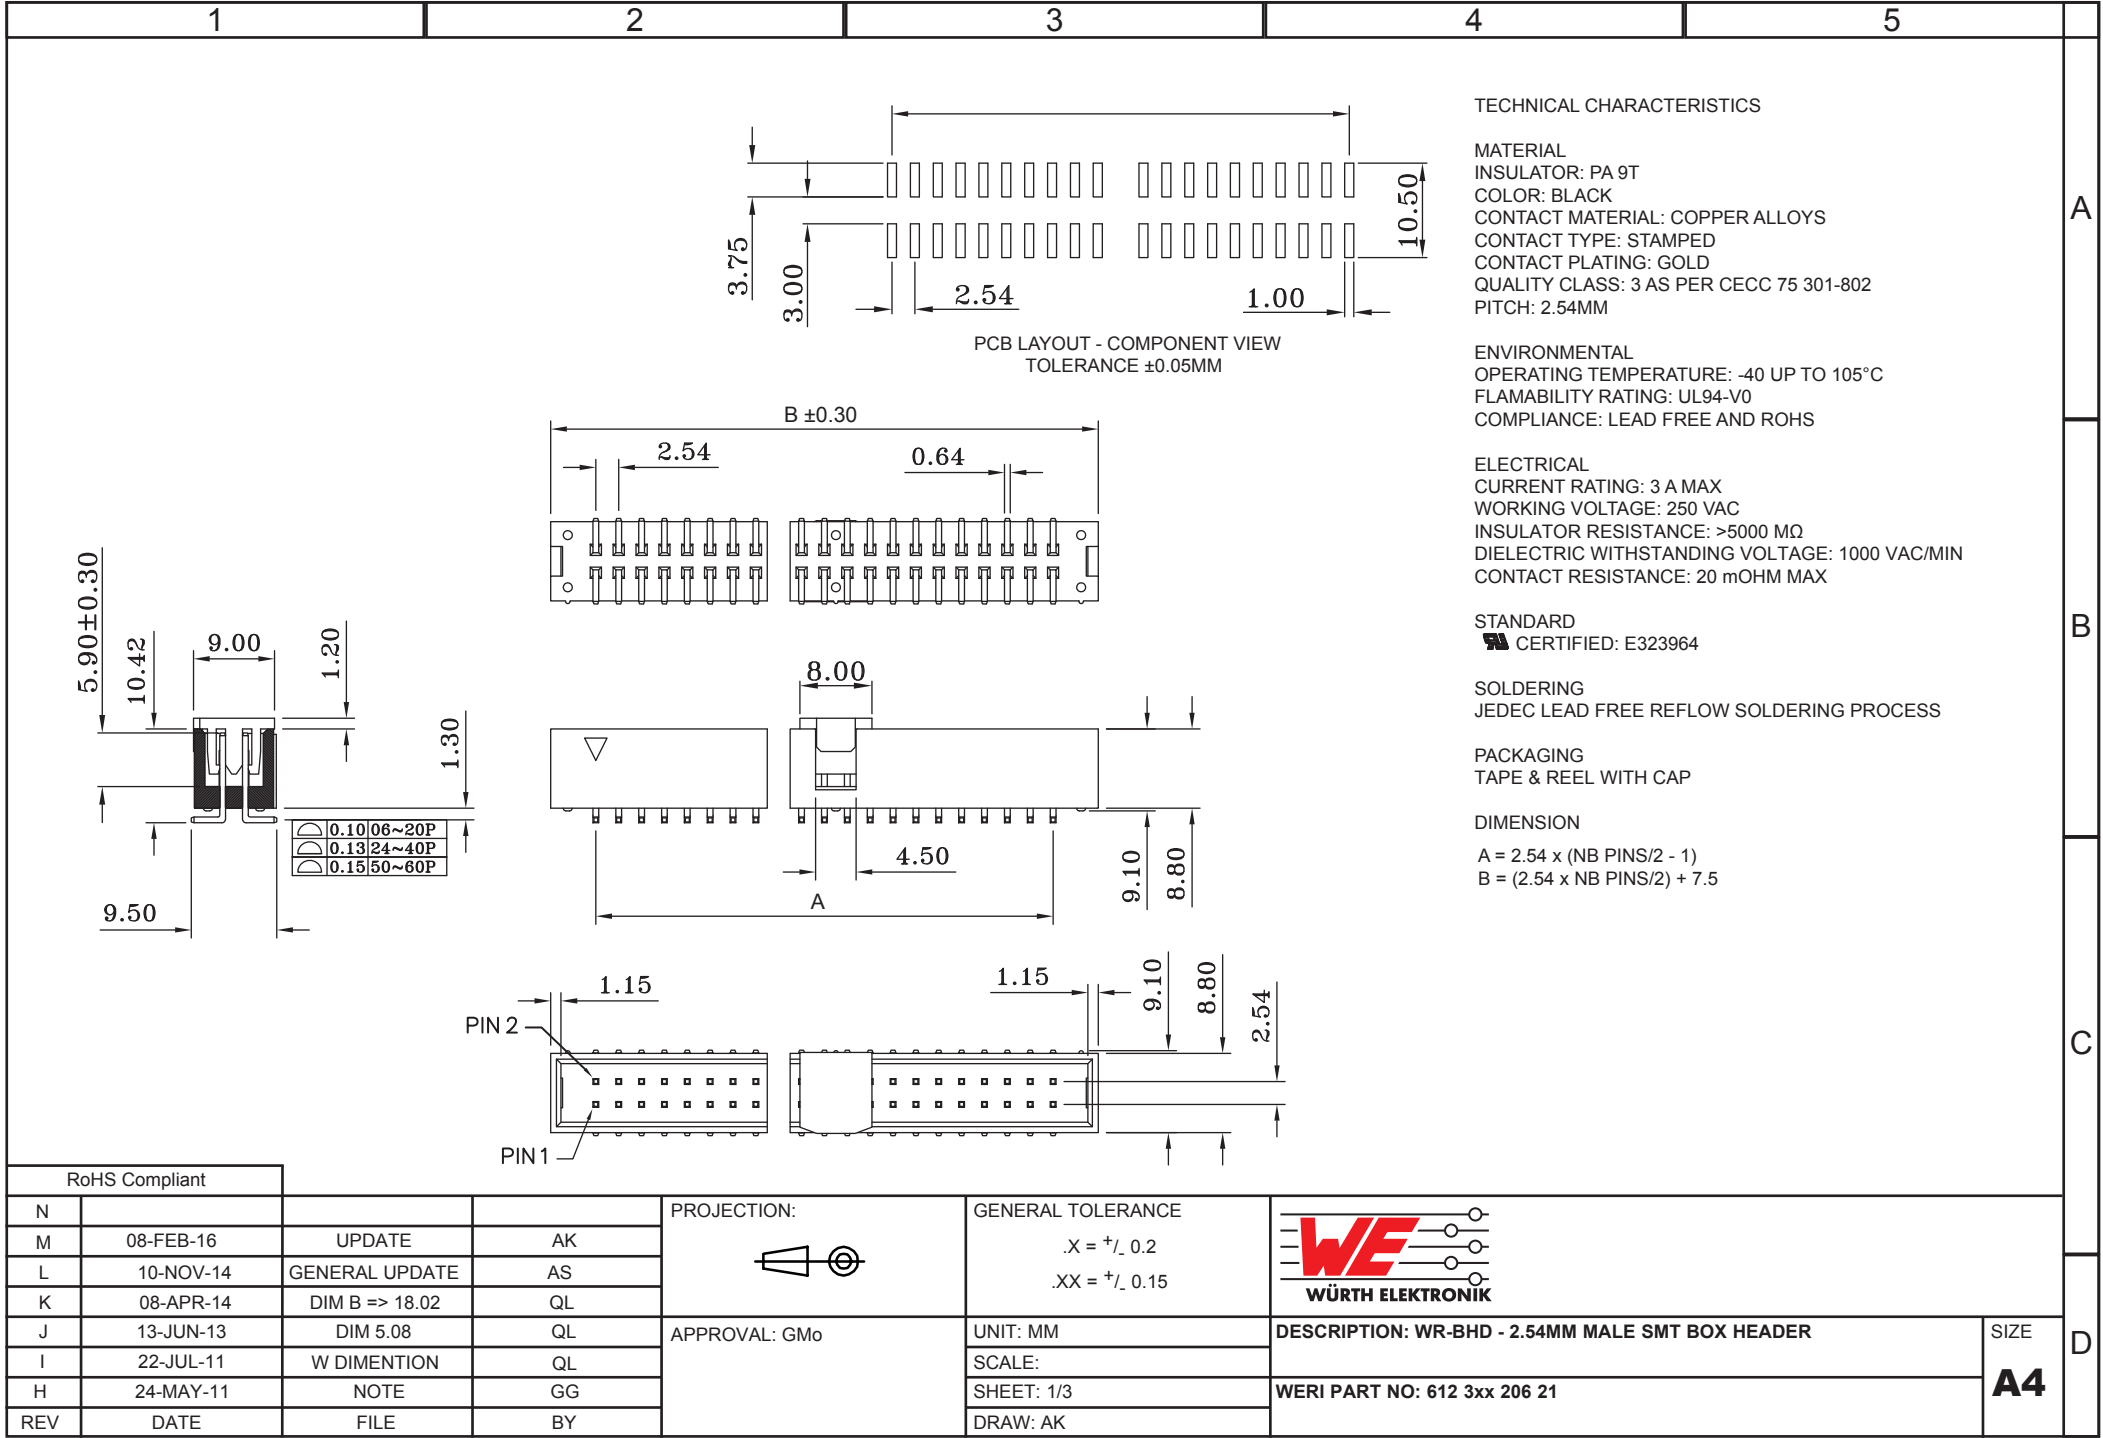 1 2 3 4 5
A
B
C
D
3.75
3.00
2.54
1.00
10.50
PCB LAYOUT - COMPONENT VIEW
TOLERANCE ±0.05MM
B ±0.30
2.54
0.64
5.90±0.30
10.42
9.00
1.20
1.30
0.10 06~20P
0.13 24~40P
0.15 50~60P
9.50
8.00
4.50
A
9.10
8.80
1.15
1.15
9.10
8.80
2.54
PIN 2
PIN1
TECHNICAL CHARACTERISTICS
MATERIAL
INSULATOR: PA 9T
COLOR: BLACK
CONTACT MATERIAL: COPPER ALLOYS
CONTACT TYPE: STAMPED
CONTACT PLATING: GOLD
QUALITY CLASS: 3 AS PER CECC 75 301-802
PITCH: 2.54MM
ENVIRONMENTAL
OPERATING TEMPERATURE: -40 UP TO 105°C
FLAMABILITY RATING: UL94-V0
COMPLIANCE: LEAD FREE AND ROHS
ELECTRICAL
CURRENT RATING: 3 A MAX
WORKING VOLTAGE: 250 VAC
INSULATOR RESISTANCE: >5000 MΩ
DIELECTRIC WITHSTANDING VOLTAGE: 1000 VAC/MIN
CONTACT RESISTANCE: 20 mOHM MAX
STANDARD
CERTIFIED: E323964
SOLDERING
JEDEC LEAD FREE REFLOW SOLDERING PROCESS
PACKAGING
TAPE & REEL WITH CAP
DIMENSION
A = 2.54 x (NB PINS/2 - 1)
B = (2.54 x NB PINS/2) + 7.5
RoHS Compliant
N
M 08-FEB-16 UPDATE AK
L 10-NOV-14 GENERAL UPDATE AS
K 08-APR-14 DIM B => 18.02 QL
J 13-JUN-13 DIM 5.08 QL
I 22-JUL-11 W DIMENTION QL
H 24-MAY-11 NOTE GG
REV DATE FILE BY
PROJECTION:
APPROVAL: GMo
GENERAL TOLERANCE
.X = +/_ 0.2
.XX = +/_ 0.15
UNIT: MM
SCALE:
SHEET: 1/3
DRAW: AK
WE
WÜRTH ELEKTRONIK
DESCRIPTION: WR-BHD - 2.54MM MALE SMT BOX HEADER
WERI PART NO: 612 3xx 206 21
SIZE
A4